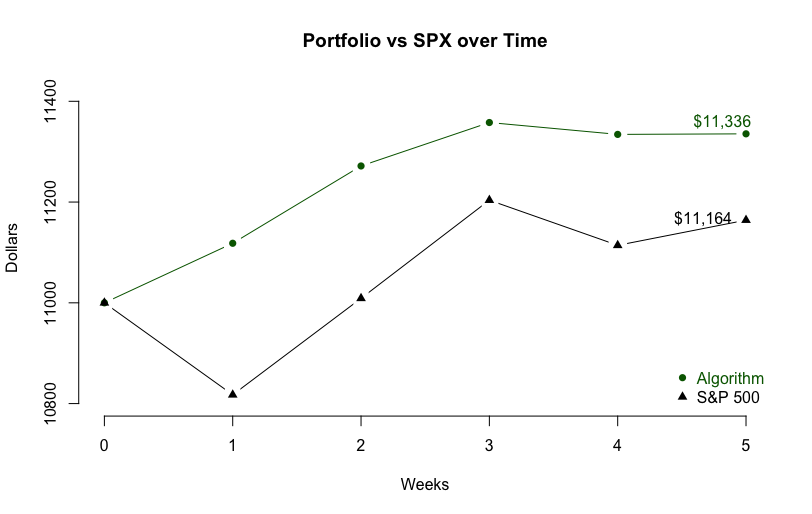 Portfolio vs SPX over Time
Dollars
11400
11200
11000
10800
$11,336
$11,164
Algorithm
S&P 500
0 1 2 3 4 5
Weeks